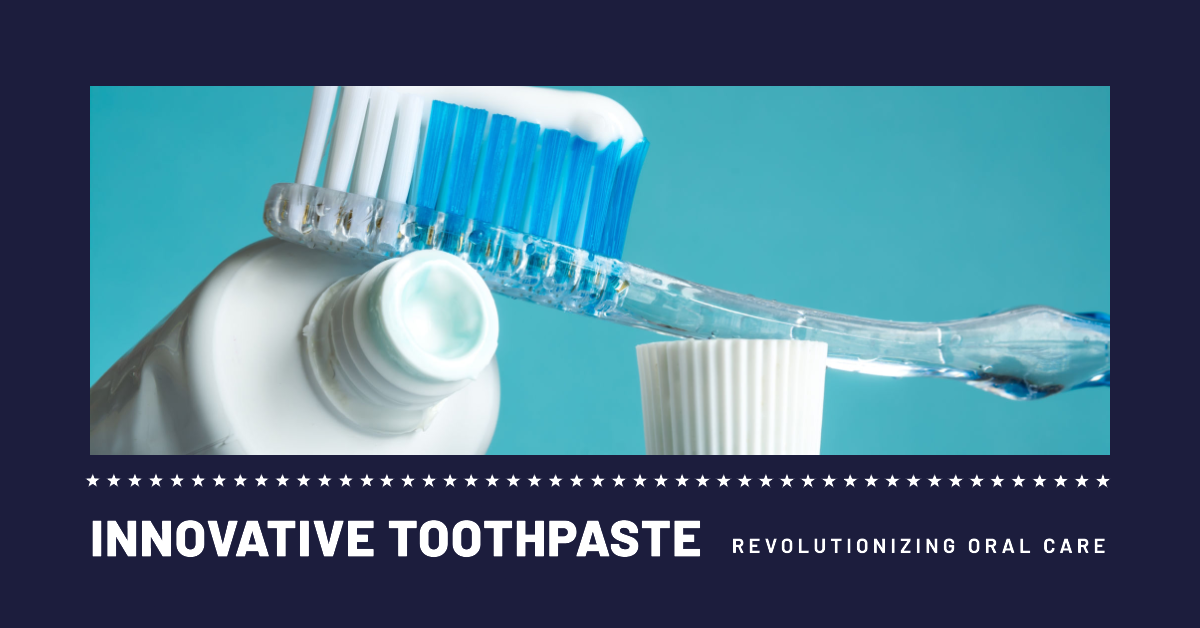 INNOVATIVE TOOTHPASTE
REVOLUTIONIZING ORAL CARE